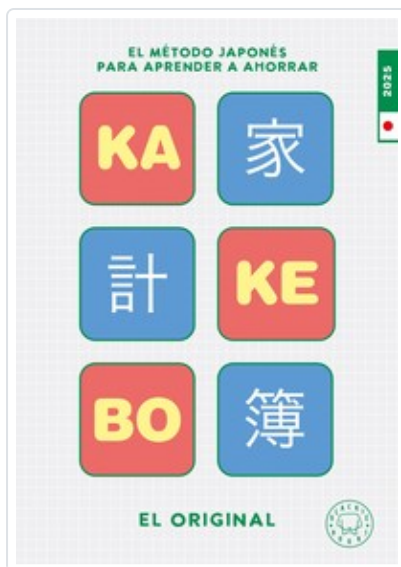 EL MÉTODO JAPONÉS
PARA APRENDER A AHORRAR
2025
KA 家
計 KE
BO 簿
EL ORIGINAL